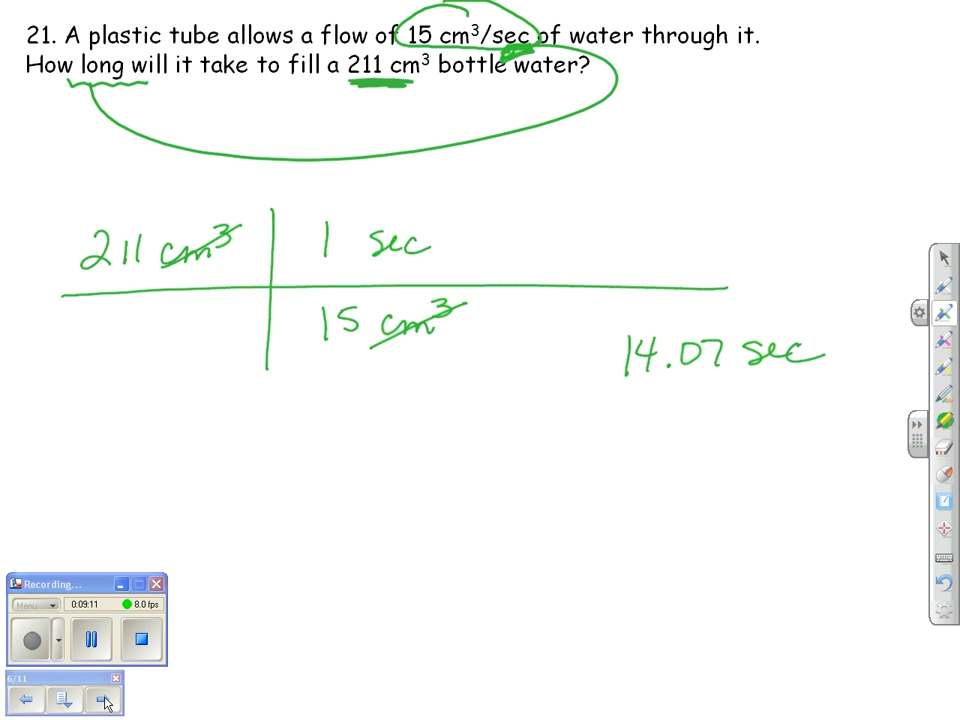 21. A plastic tube allows a flow of 15 cm³/sec of water through it.
How long will it take to fill a 211 cm³ bottle water?
211 cm³ 1 sec
15 cm³
14.07 sec
Recording...
Menu 0:09:11 8.0 fps
6/11